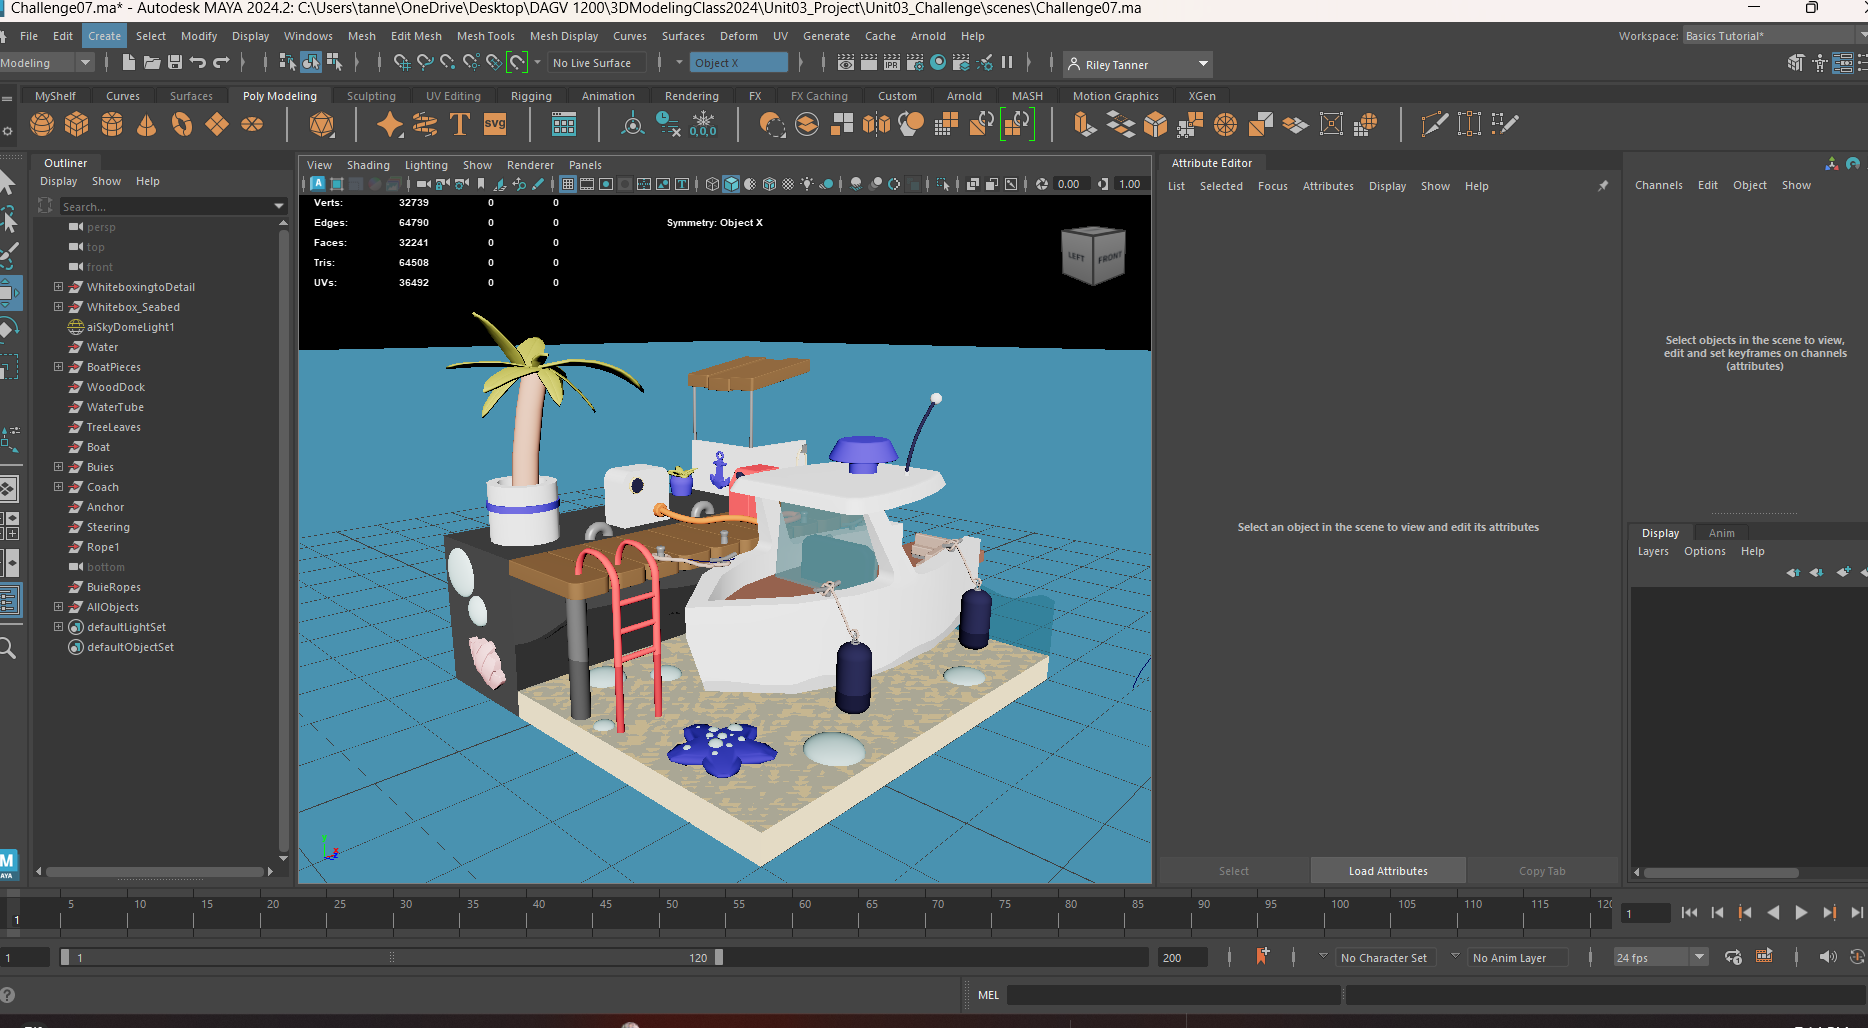 Challenge07.ma* - Autodesk MAYA 2024.2: C:\Users\tanne\OneDrive\Desktop\DAGV 1200\3DModelingClass2024\Unit03_Project\Unit03_Challenge\scenes\Challenge07.ma
File Edit Create Select Modify Display Windows Mesh Edit Mesh Mesh Tools Mesh Display Curves Surfaces Deform UV Generate Cache Arnold Help Workspace: Basics Tutorial*
Modeling No Live Surface Object X IPR Riley Tanner
MyShelf Curves Surfaces Poly Modeling Sculpting UV Editing Rigging Animation Rendering FX FX Caching Custom Arnold MASH Motion Graphics XGen
T SVG 0,0,0
Outliner
Display Show Help
Search...
persp
top
front
WhiteboxingtoDetail
Whitebox_Seabed
aiSkyDomeLight1
Water
BoatPieces
WoodDock
WaterTube
TreeLeaves
Boat
Buies
Coach
Anchor
Steering
Rope1
bottom
BuieRopes
AllObjects
defaultLightSet
defaultObjectSet
View Shading Lighting Show Renderer Panels
0.00 1.00
Verts: 32739 0 0
Edges: 64790 0 0
Faces: 32241 0 0
Tris: 64508 0 0
UVs: 36492 0 0
Symmetry: Object X
LEFT FRONT
Attribute Editor
List Selected Focus Attributes Display Show Help
Select an object in the scene to view and edit its attributes
Select Load Attributes Copy Tab
Channels Edit Object Show
Select objects in the scene to view,
edit and set keyframes on channels
(attributes)
Display Anim
Layers Options Help
M
MAYA
5 10 15 20 25 30 35 40 45 50 55 60 65 70 75 80 85 90 95 100 105 110 115 120
1 1
1 1 120 200 No Character Set No Anim Layer 24 fps
MEL